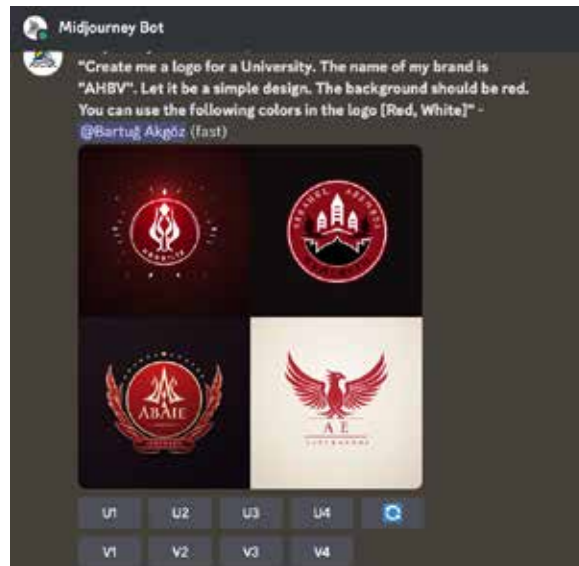 Midjourney Bot
"Create me a logo for a University. The name of my brand is
"AHBV". Let it be a simple design. The background should be red.
You can use the following colors in the logo [Red, White]" -
@Bartuğ Akgöz (fast)
ABAIE
A E
U1 U2 U3 U4
V1 V2 V3 V4